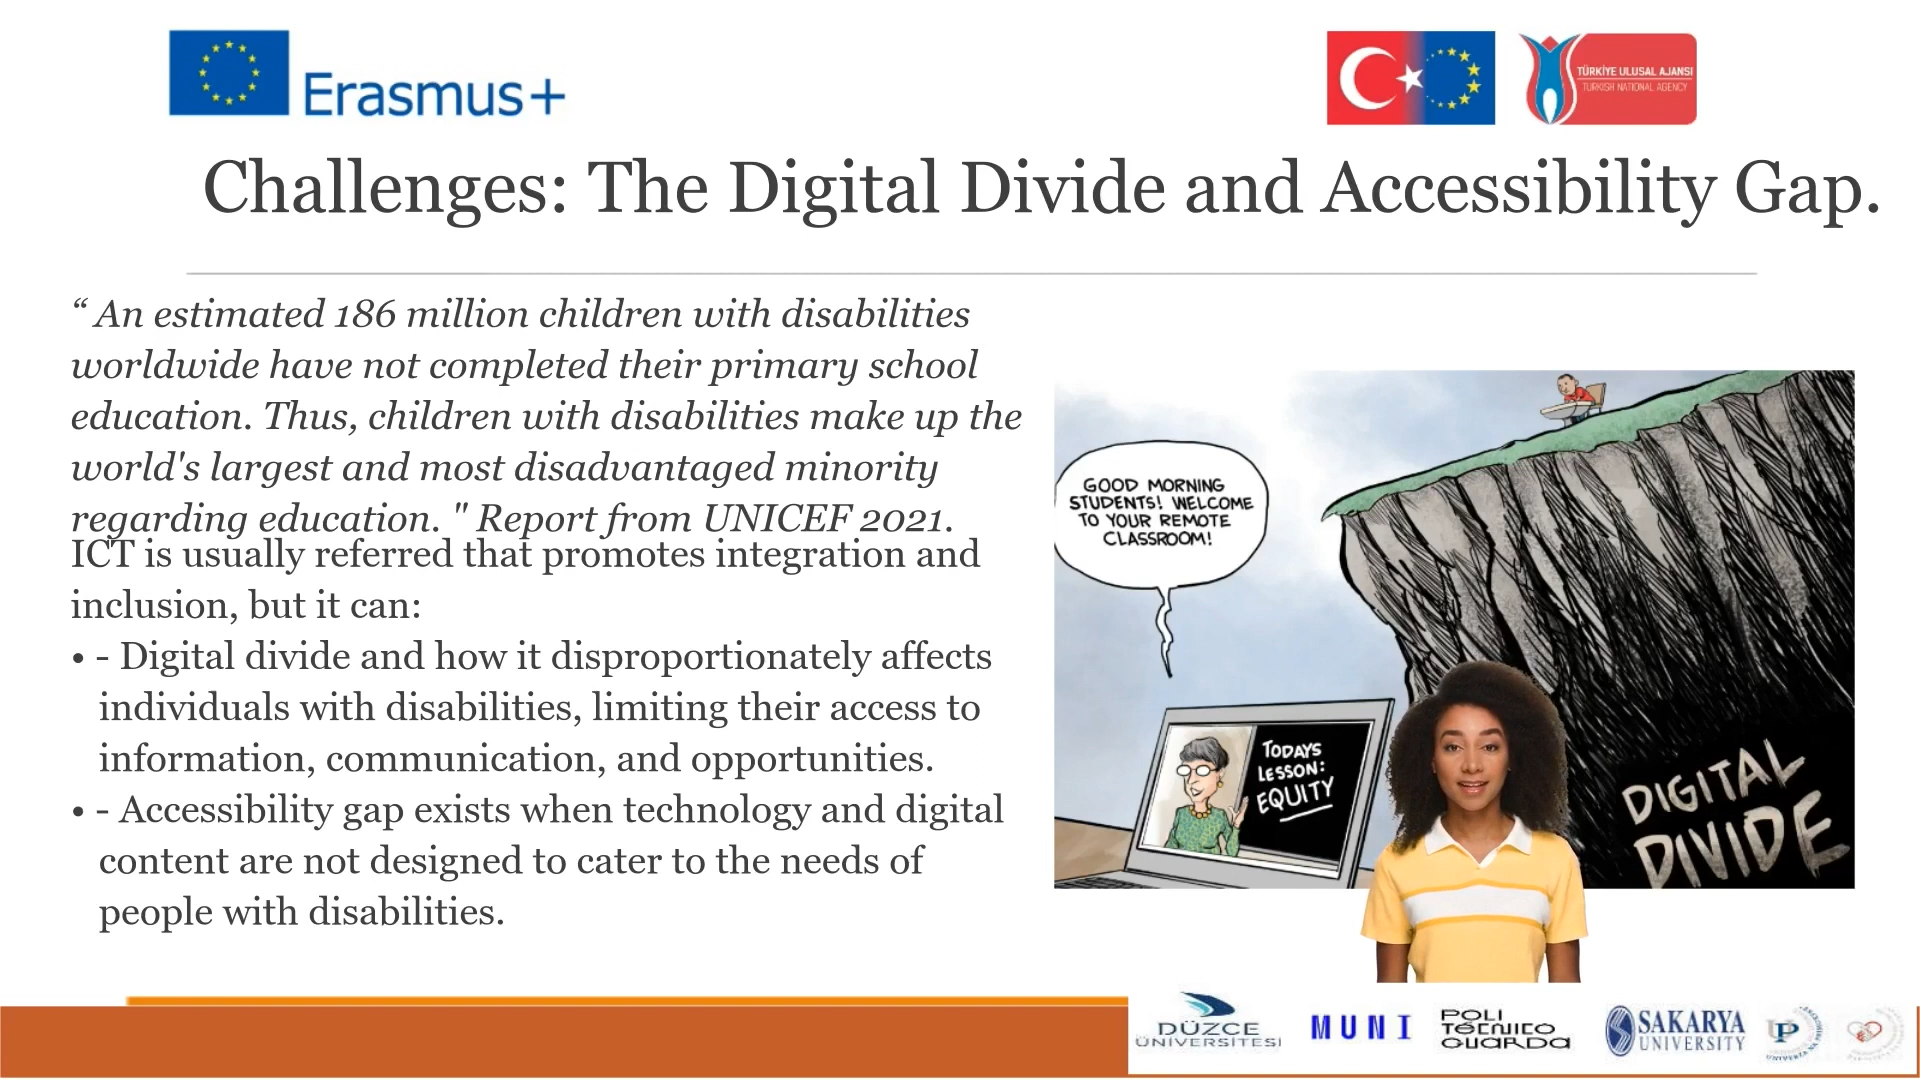 Erasmus+
TÜRKİYE ULUSAL AJANSI
TURKISH NATIONAL AGENCY
Challenges: The Digital Divide and Accessibility Gap.
“ An estimated 186 million children with disabilities
worldwide have not completed their primary school
education. Thus, children with disabilities make up the
world's largest and most disadvantaged minority
regarding education. " Report from UNICEF 2021.
ICT is usually referred that promotes integration and
inclusion, but it can:
• - Digital divide and how it disproportionately affects
individuals with disabilities, limiting their access to
information, communication, and opportunities.
• - Accessibility gap exists when technology and digital
content are not designed to cater to the needs of
people with disabilities.
GOOD MORNING
STUDENTS! WELCOME
TO YOUR REMOTE
CLASSROOM!
TODAYS
LESSON:
EQUITY
DIGITAL
DIVIDE
DÜZCE
ÜNİVERSİTESİ
MUNI
POLI
TÉCNICO
GUARDA
SAKARYA
UNIVERSITY
UP